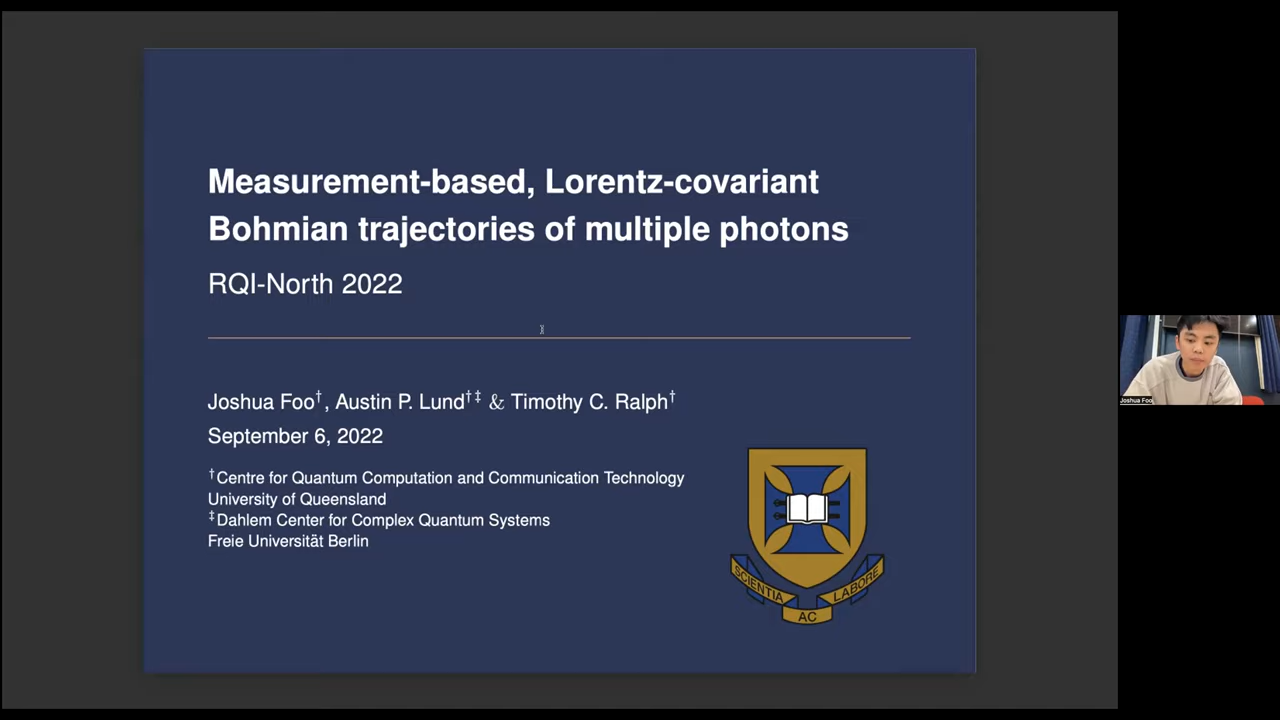 Measurement-based, Lorentz-covariant
Bohmian trajectories of multiple photons
RQI-North 2022
Joshua Foo†, Austin P. Lund†‡ & Timothy C. Ralph†
September 6, 2022
†Centre for Quantum Computation and Communication Technology
University of Queensland
‡Dahlem Center for Complex Quantum Systems
Freie Universität Berlin
SCIENTIA
AC
LABORE
Joshua Foo